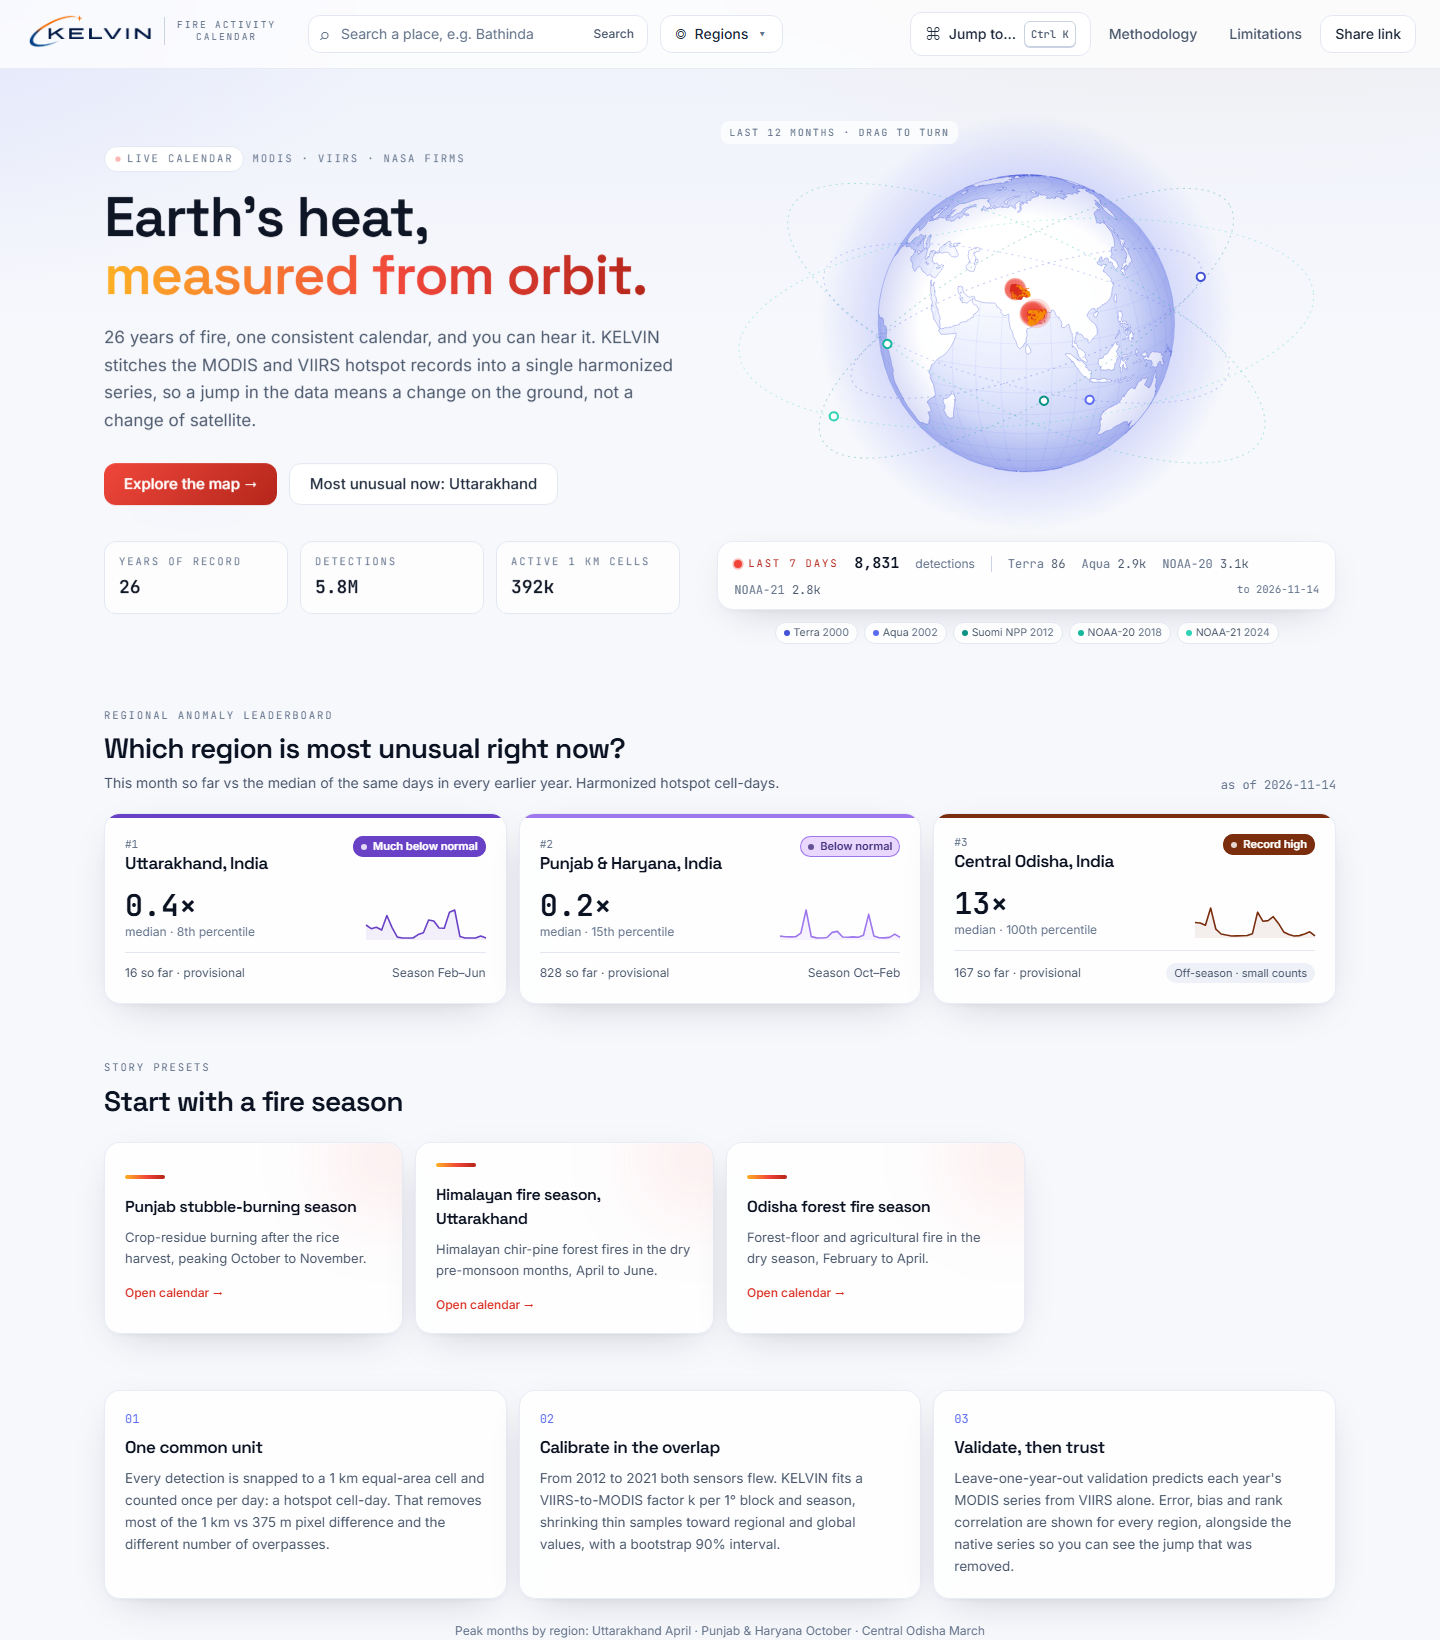 KELVIN
FIRE ACTIVITY
CALENDAR
Search a place, e.g. Bathinda
Search
Regions
Jump to...
Ctrl K
Methodology
Limitations
Share link
LAST 12 MONTHS · DRAG TO TURN
LIVE CALENDAR
MODIS · VIIRS · NASA FIRMS
Earth’s heat,
measured from orbit.
26 years of fire, one consistent calendar, and you can hear it. KELVIN
stitches the MODIS and VIIRS hotspot records into a single harmonized
series, so a jump in the data means a change on the ground, not a
change of satellite.
Explore the map →
Most unusual now: Uttarakhand
YEARS OF RECORD
26
DETECTIONS
5.8M
ACTIVE 1 KM CELLS
392k
LAST 7 DAYS 8,831 detections Terra 86 Aqua 2.9k NOAA-20 3.1k
NOAA-21 2.8k to 2026-11-14
Terra 2000 Aqua 2002 Suomi NPP 2012 NOAA-20 2018 NOAA-21 2024
REGIONAL ANOMALY LEADERBOARD
Which region is most unusual right now?
This month so far vs the median of the same days in every earlier year. Harmonized hotspot cell-days.
as of 2026-11-14
#1
Much below normal
Uttarakhand, India
0.4×
median · 8th percentile
16 so far · provisional
Season Feb–Jun
#2
Below normal
Punjab & Haryana, India
0.2×
median · 15th percentile
828 so far · provisional
Season Oct–Feb
#3
Record high
Central Odisha, India
13×
median · 100th percentile
167 so far · provisional
Off-season · small counts
STORY PRESETS
Start with a fire season
Punjab stubble-burning season
Crop-residue burning after the rice
harvest, peaking October to November.
Open calendar →
Himalayan fire season,
Uttarakhand
Himalayan chir-pine forest fires in the dry
pre-monsoon months, April to June.
Open calendar →
Odisha forest fire season
Forest-floor and agricultural fire in the
dry season, February to April.
Open calendar →
01
One common unit
Every detection is snapped to a 1 km equal-area cell and
counted once per day: a hotspot cell-day. That removes
most of the 1 km vs 375 m pixel difference and the
different number of overpasses.
02
Calibrate in the overlap
From 2012 to 2021 both sensors flew. KELVIN fits a
VIIRS-to-MODIS factor k per 1° block and season,
shrinking thin samples toward regional and global
values, with a bootstrap 90% interval.
03
Validate, then trust
Leave-one-year-out validation predicts each year's
MODIS series from VIIRS alone. Error, bias and rank
correlation are shown for every region, alongside the
native series so you can see the jump that was
removed.
Peak months by region: Uttarakhand April · Punjab & Haryana October · Central Odisha March